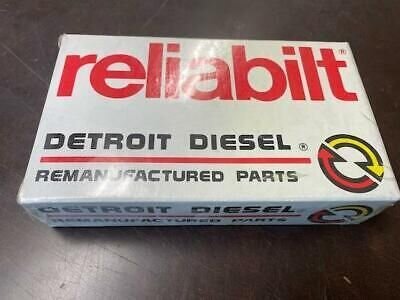 reliabilt®
DETROIT DIESEL®
REMANUFACTURED PARTS
DETROIT DIESEL
REMANUFACTURED PARTS